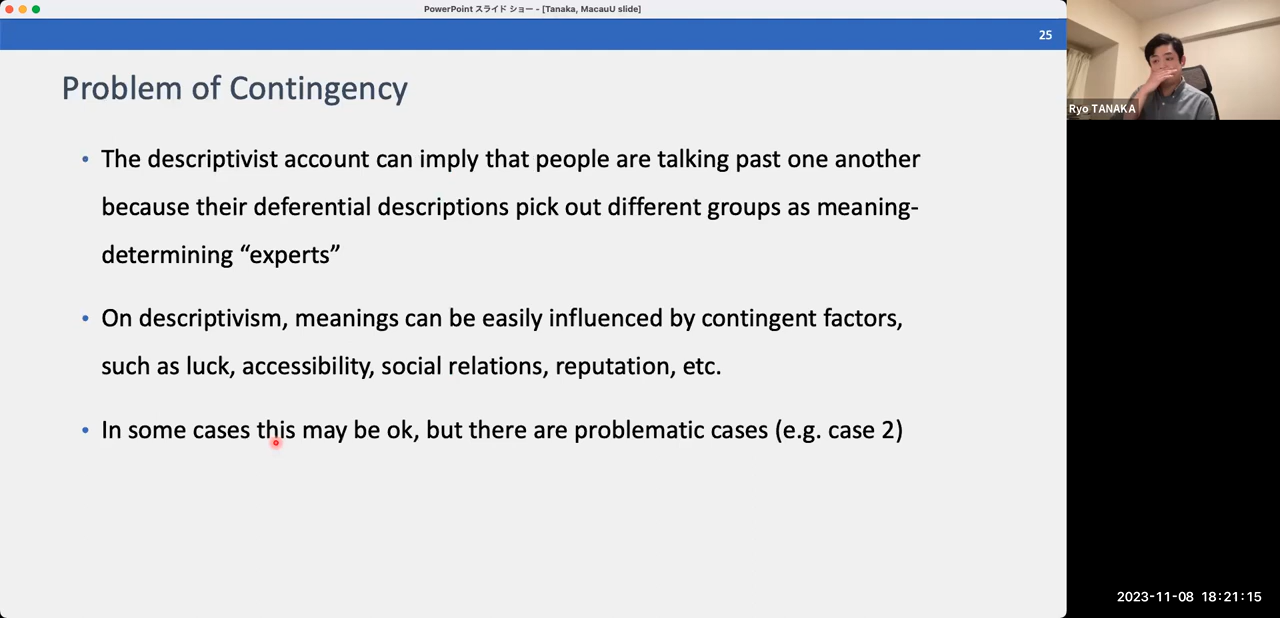 PowerPoint スライド ショー - [Tanaka, MacauU slide]
25
Problem of Contingency
• The descriptivist account can imply that people are talking past one another
because their deferential descriptions pick out different groups as meaning-
determining “experts”
• On descriptivism, meanings can be easily influenced by contingent factors,
such as luck, accessibility, social relations, reputation, etc.
• In some cases this may be ok, but there are problematic cases (e.g. case 2)
Ryo TANAKA
2023-11-08 18:21:15